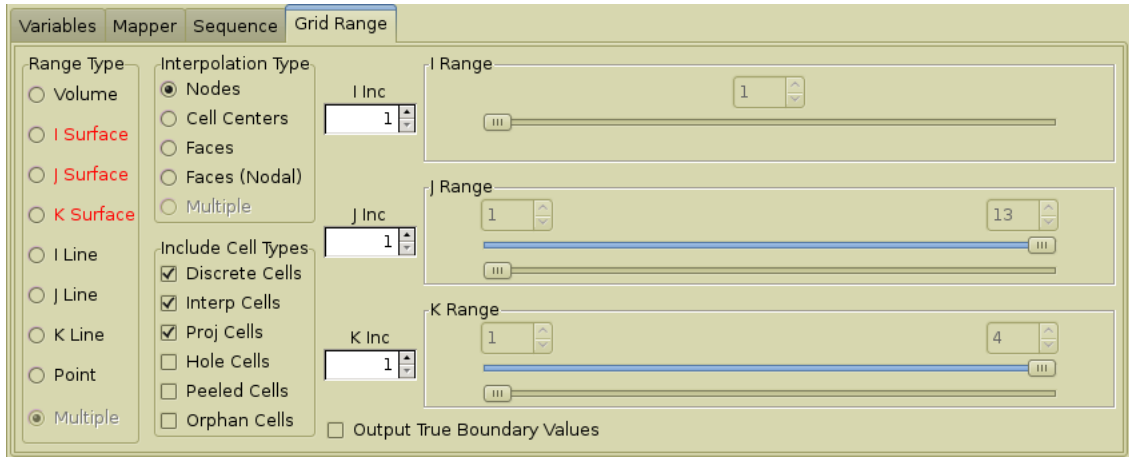 Variables Mapper Sequence Grid Range
Range Type
Volume
I Surface
J Surface
K Surface
I Line
J Line
K Line
Point
Multiple
Interpolation Type
Nodes
Cell Centers
Faces
Faces (Nodal)
Multiple
Include Cell Types
Discrete Cells
Interp Cells
Proj Cells
Hole Cells
Peeled Cells
Orphan Cells
I Inc
1
J Inc
1
K Inc
1
Output True Boundary Values
I Range
1
J Range
1 13
K Range
1 4